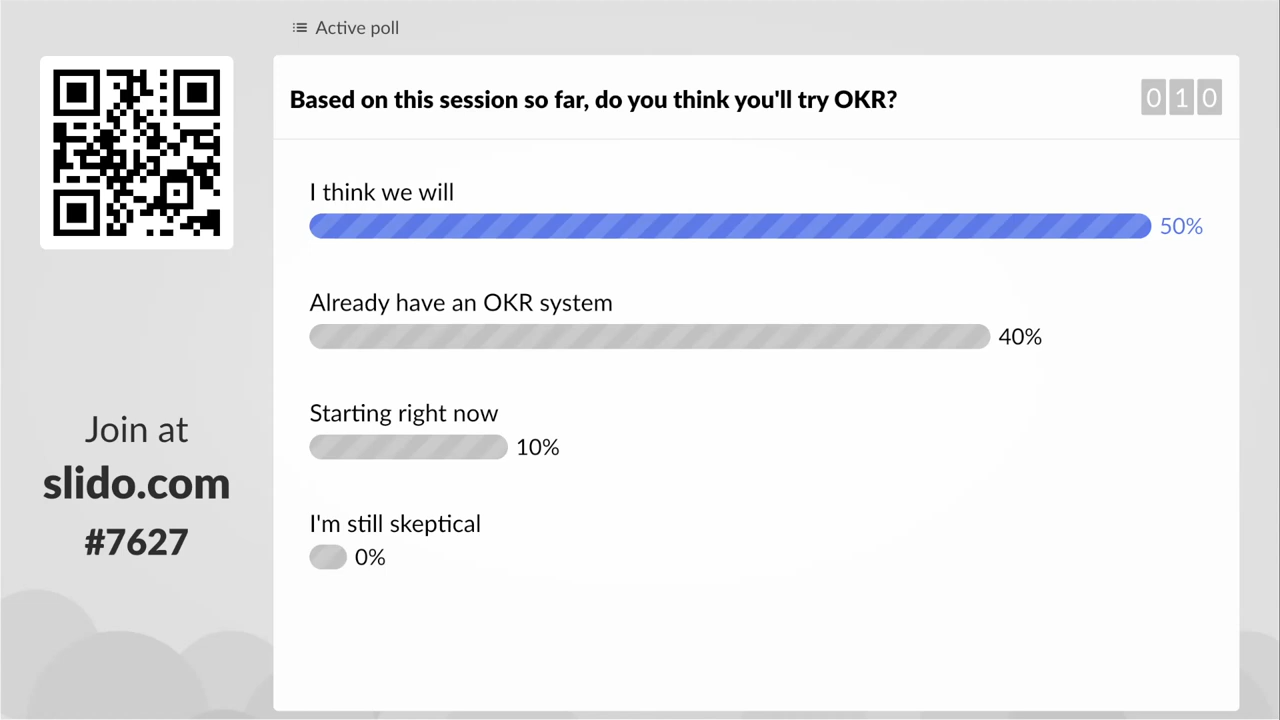 Active poll
Based on this session so far, do you think you'll try OKR?
010
I think we will
50%
Already have an OKR system
40%
Starting right now
10%
I'm still skeptical
0%
Join at
slido.com
#7627